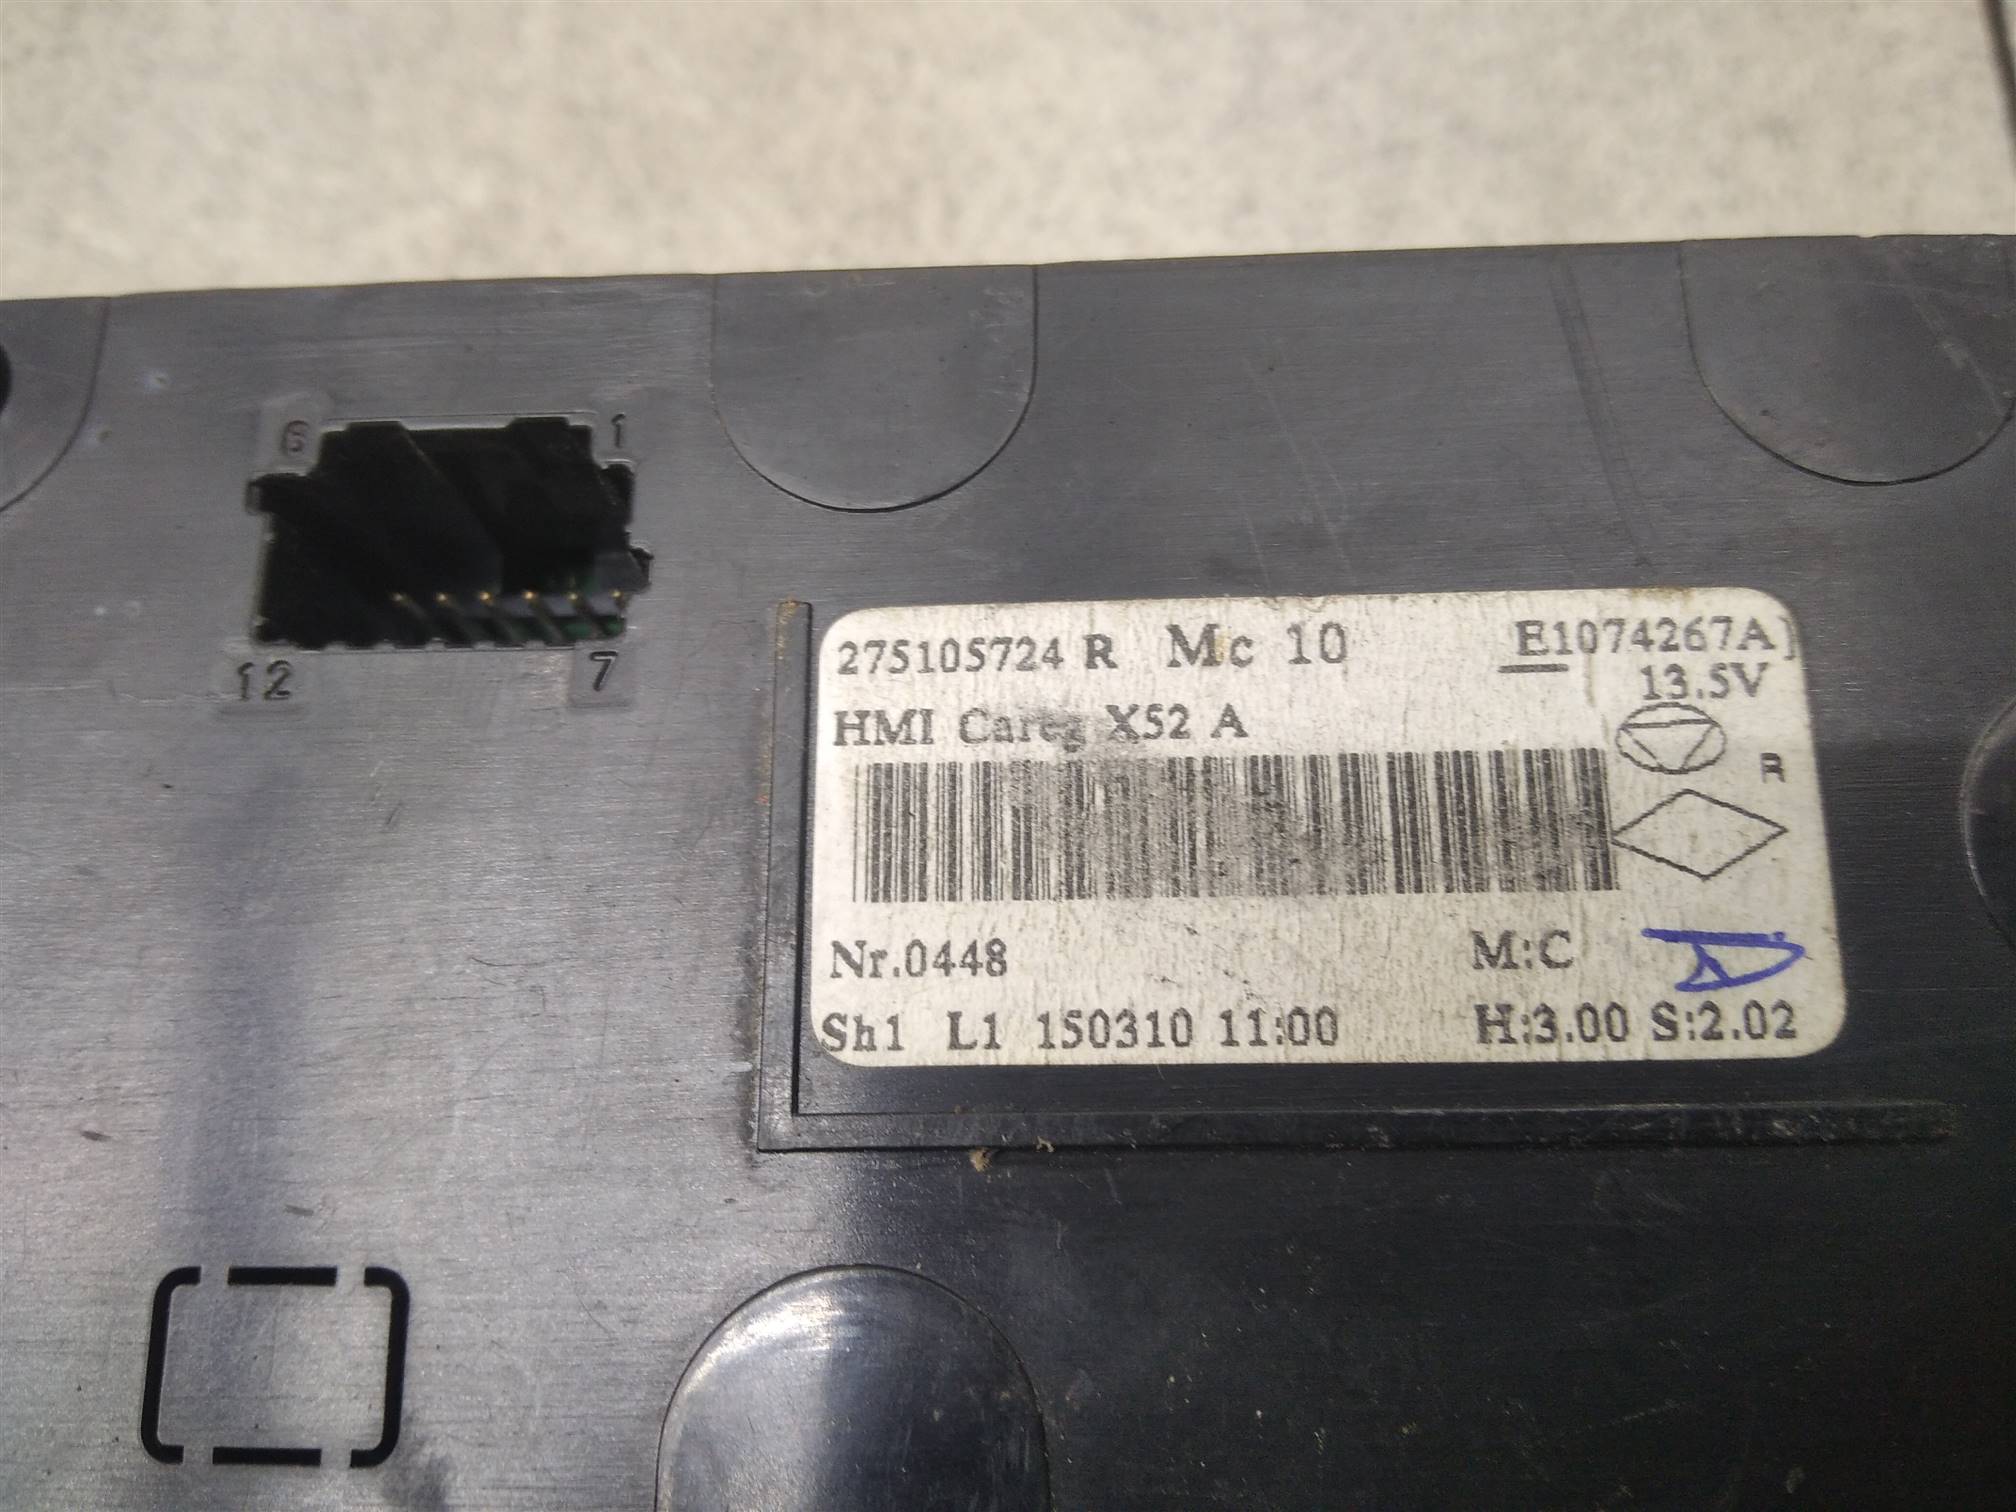 6 1
12 7
275105724 R Mc 10 E1074267A
13.5V
HMI Careg X52 A
R
Nr.0448 M:C
Sh1 L1 150310 11:00 H:3.00 S:2.02